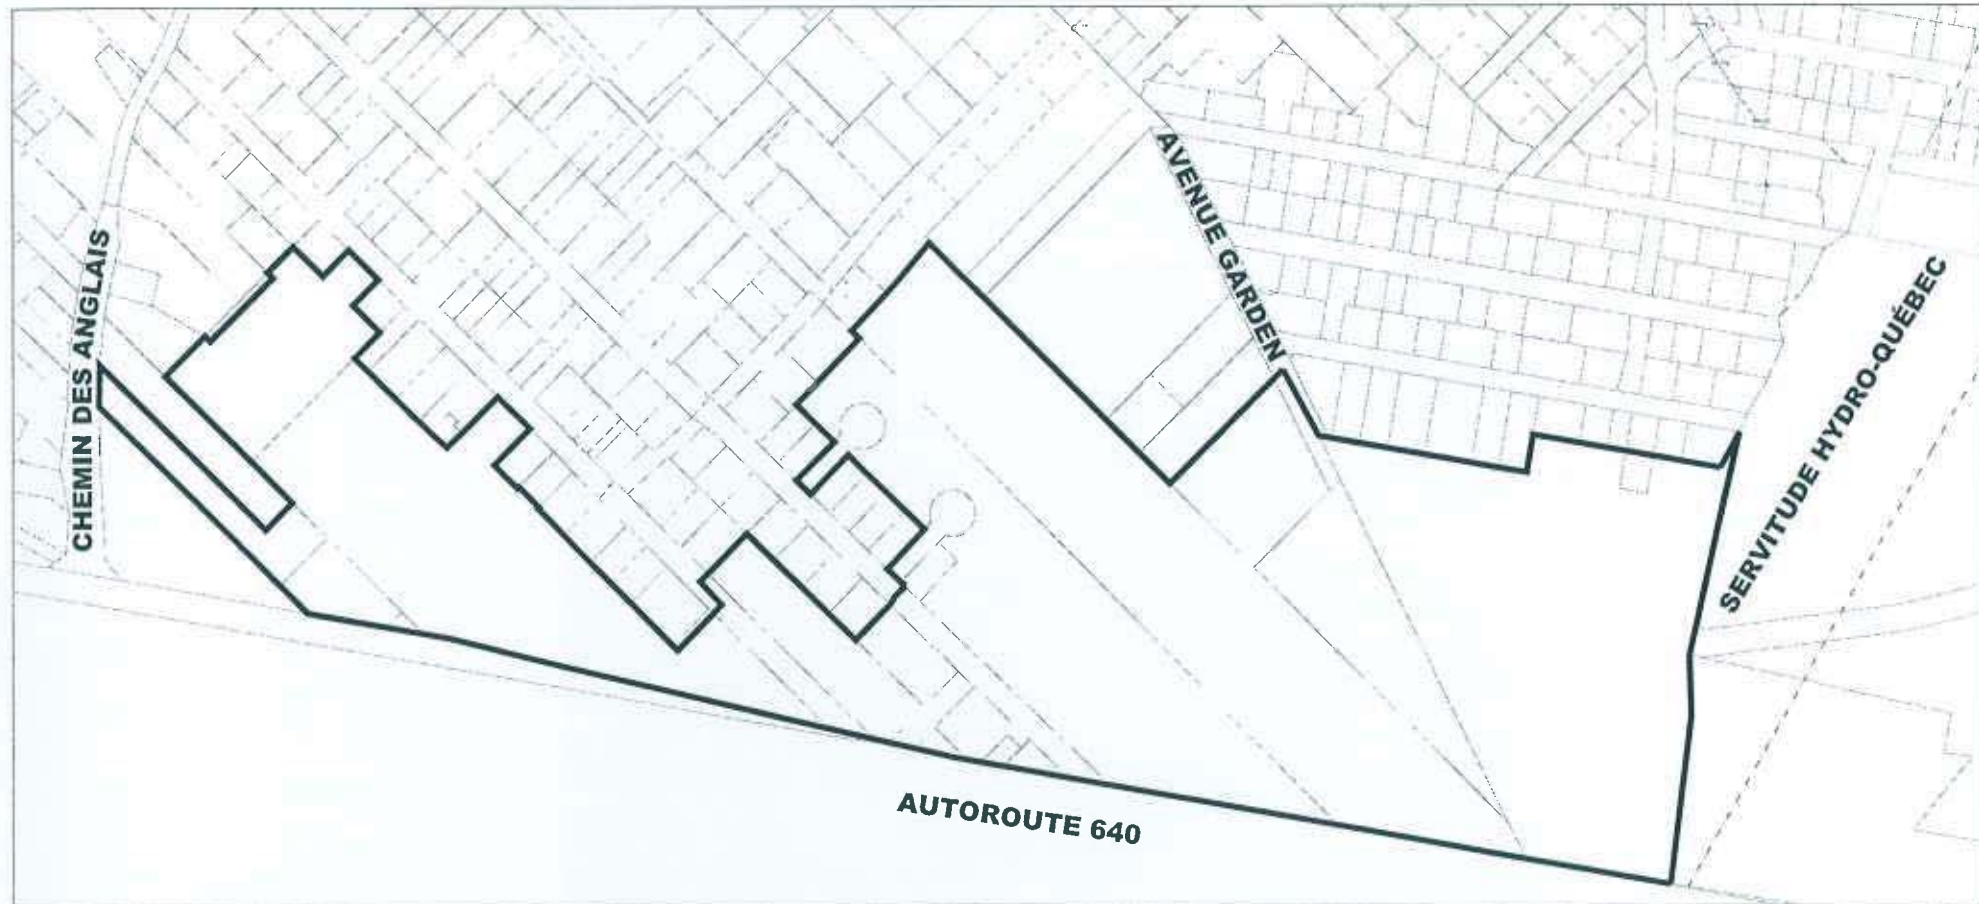 CHEMIN DES ANGLAIS
AVENUE GARDEN
SERVITUDE HYDRO-QUÉBEC
AUTOROUTE 640